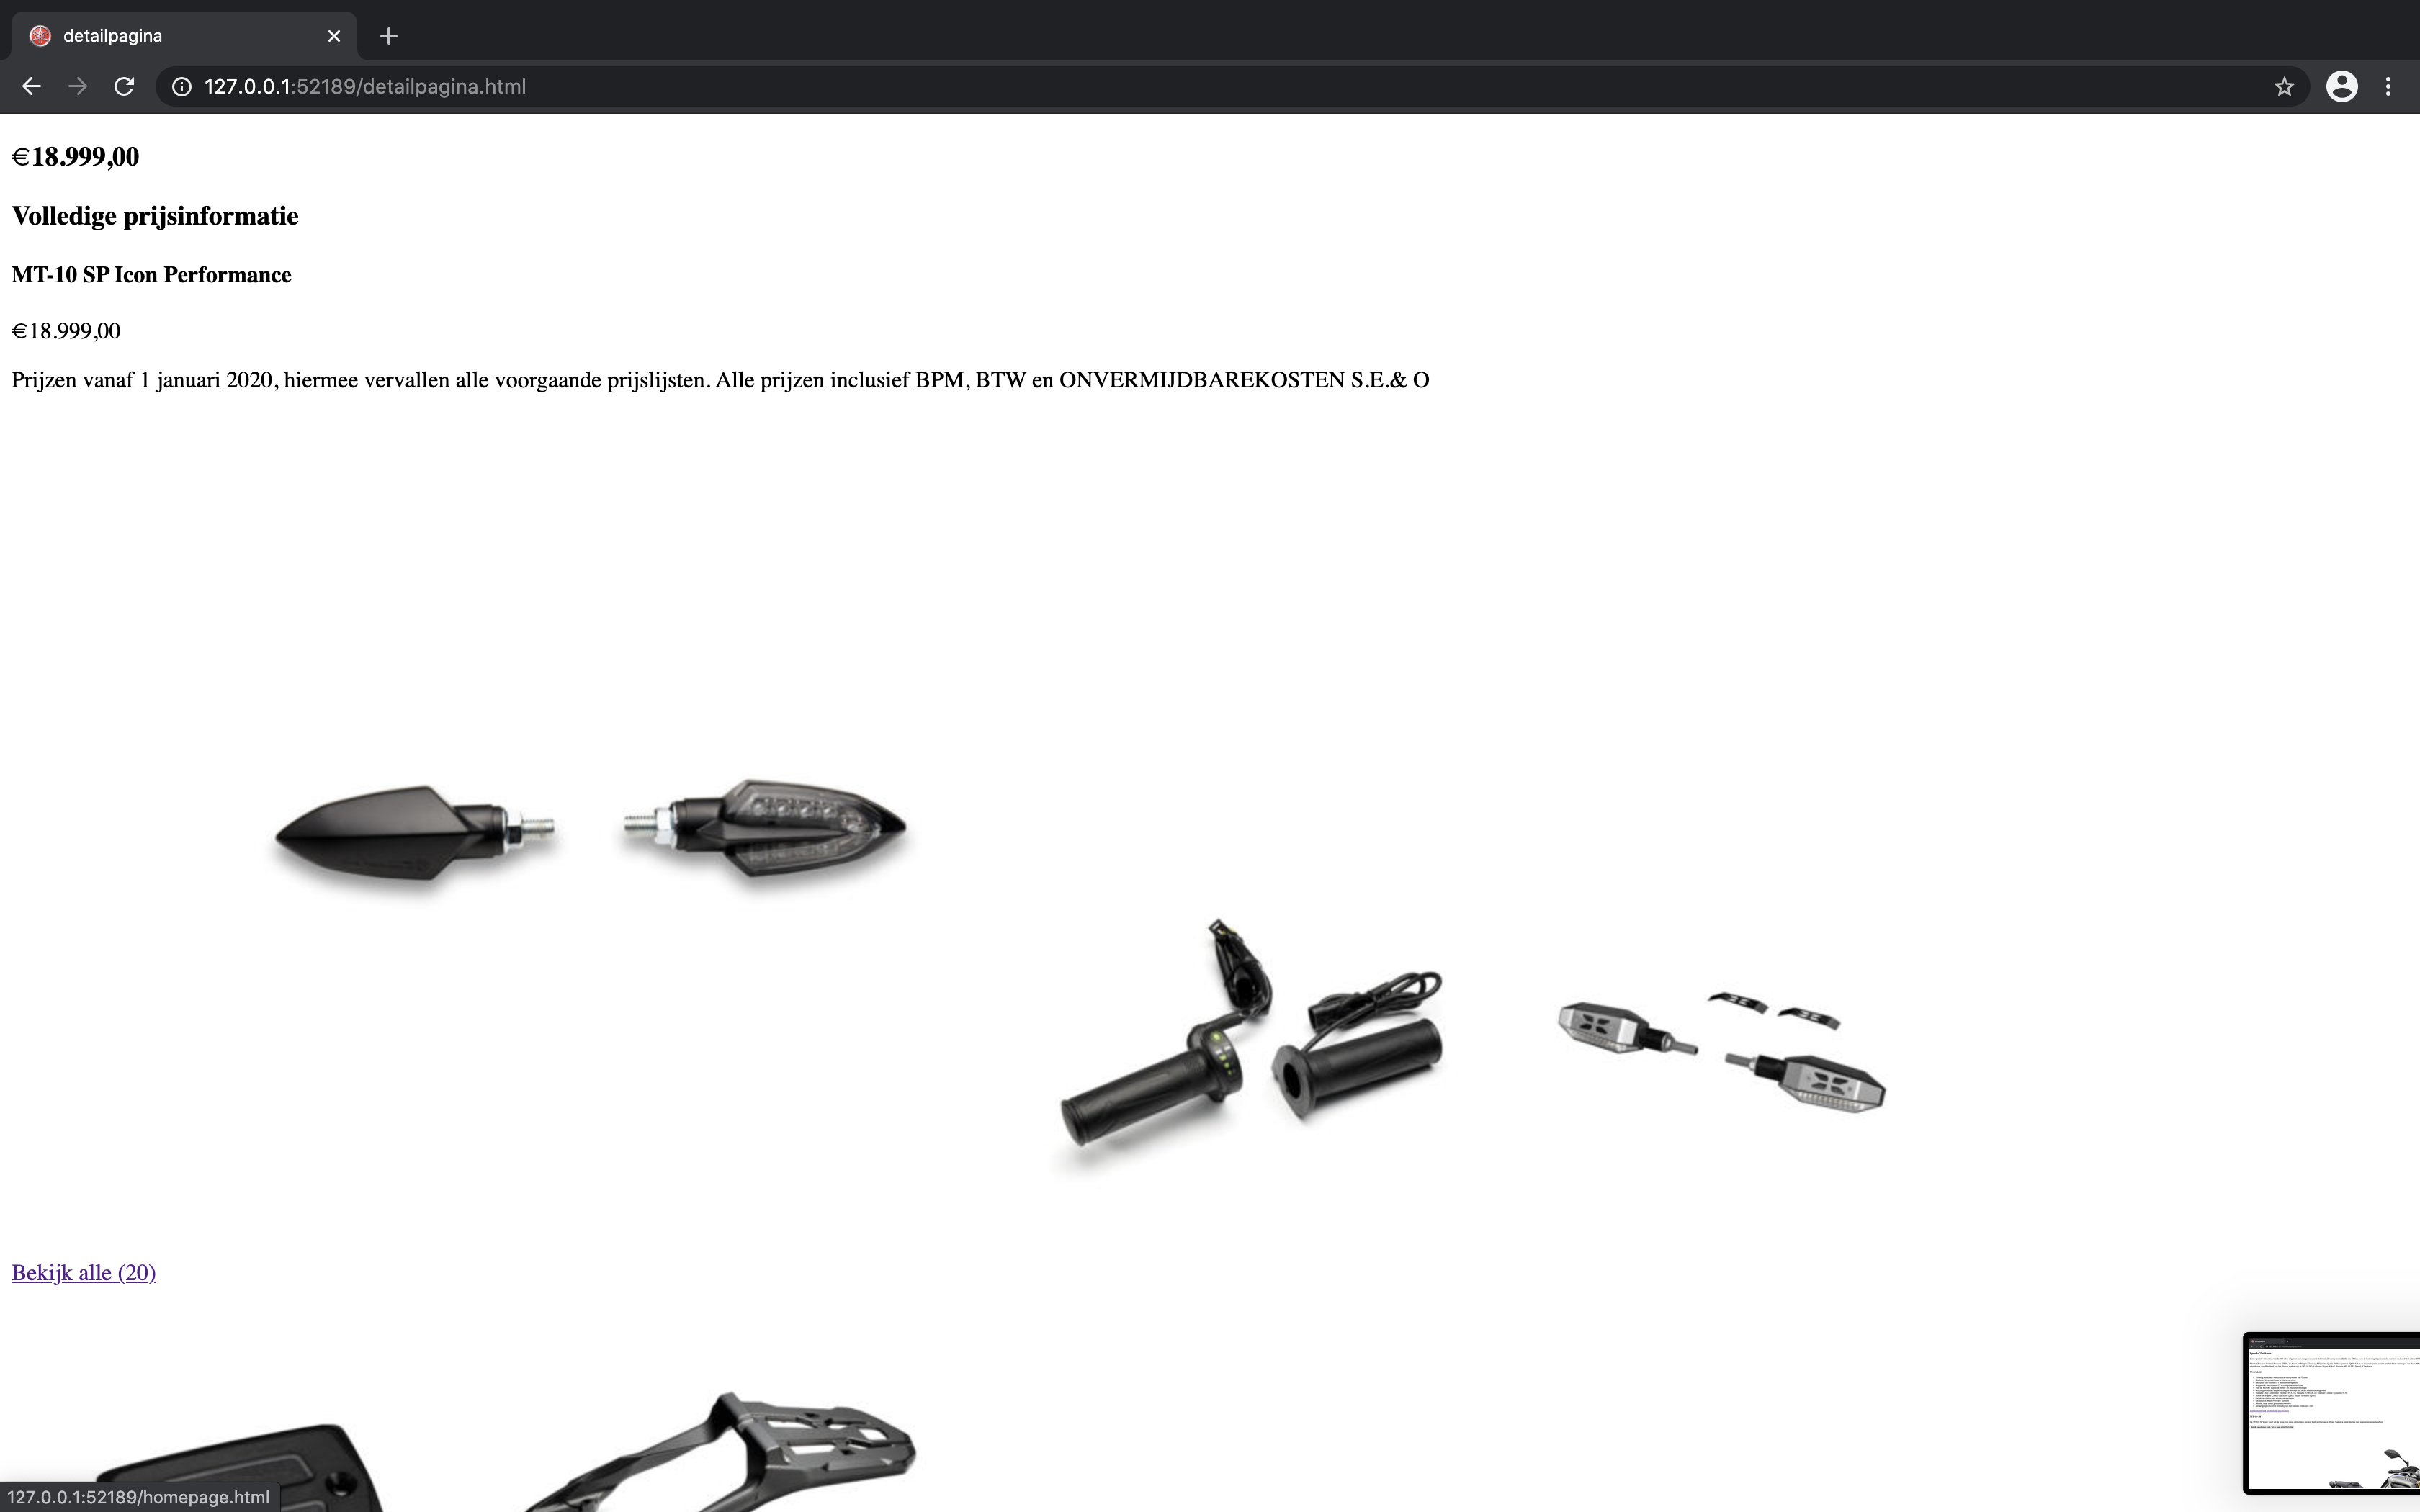 detailpagina
127.0.0.1:52189/detailpagina.html
€18.999,00
Volledige prijsinformatie
MT-10 SP Icon Performance
€18.999,00
Prijzen vanaf 1 januari 2020, hiermee vervallen alle voorgaande prijslijsten. Alle prijzen inclusief BPM, BTW en ONVERMIJDBAREKOSTEN S.E.& O
Bekijk alle (20)
127.0.0.1:52189/homepage.html